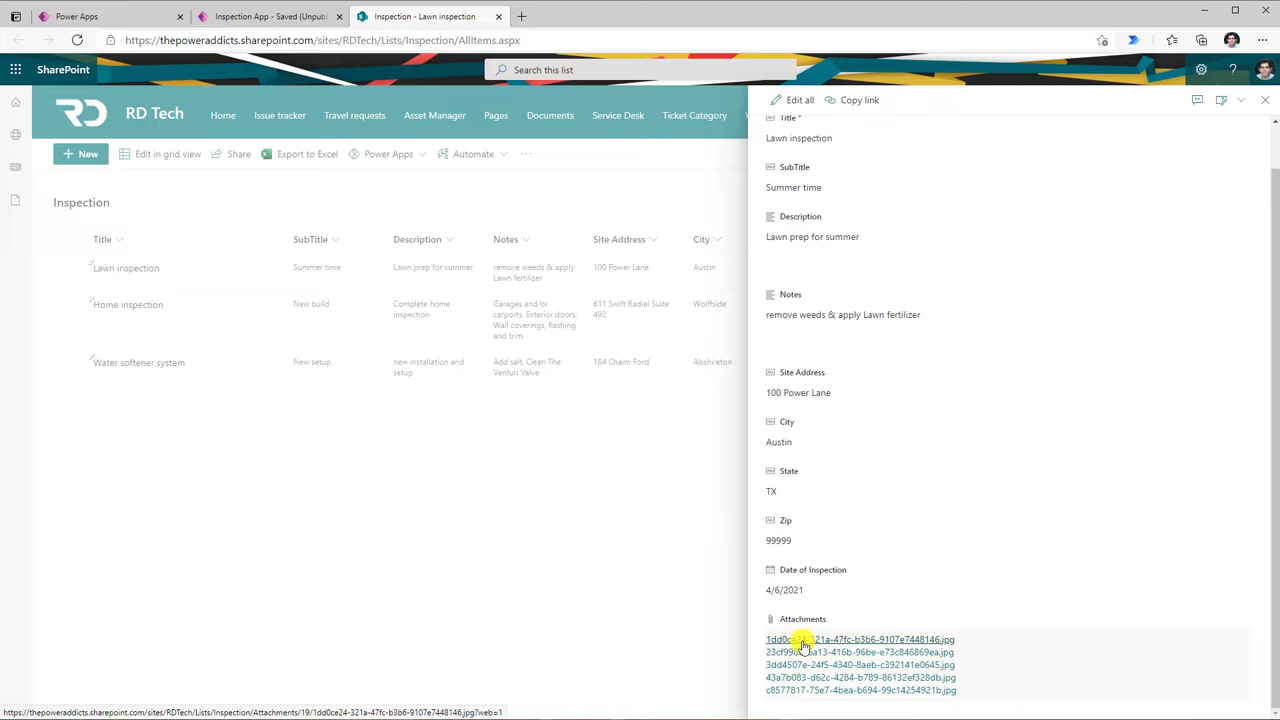 Power Apps
Inspection App - Saved (Unpubl
Inspection - Lawn inspection
https://thepoweraddicts.sharepoint.com/sites/RDTech/Lists/Inspection/AllItems.aspx
SharePoint
Search this list
RD
RD Tech
Home
Issue tracker
Travel requests
Asset Manager
Pages
Documents
Service Desk
Ticket Category
New
Edit in grid view
Share
Export to Excel
Power Apps
Automate
Inspection
Title SubTitle Description Notes Site Address City
Lawn inspection Summer time Lawn prep for summer remove weeds & apply 100 Power Lane Austin
Lawn fertilizer
Home inspection New build Complete home Garages and/or 611 Swift Radial Suite Wolffside
inspection carports, Exterior doors, 492
Wall coverings, flashing
and trim
Water softener system New setup new installation and Add salt, Clean The 184 Chaim Ford Abshireton
setup Venturi Valve
Edit all
Copy link
Title *
Lawn inspection
SubTitle
Summer time
Description
Lawn prep for summer
Notes
remove weeds & apply Lawn fertilizer
Site Address
100 Power Lane
City
Austin
State
TX
Zip
99999
Date of Inspection
4/6/2021
Attachments
1dd0ce24-321a-47fc-b3b6-9107e7448146.jpg
3dd4507e-24f5-4340-8aeb-c392141e0645.jpg
43a7b083-d62c-4284-b789-86132ef328db.jpg
c8577817-75e7-4bea-b694-99c14254921b.jpg
https://thepoweraddicts.sharepoint.com/sites/RDTech/Lists/Inspection/Attachments/19/1dd0ce24-321a-47fc-b3b6-9107e7448146.jpg?web=1